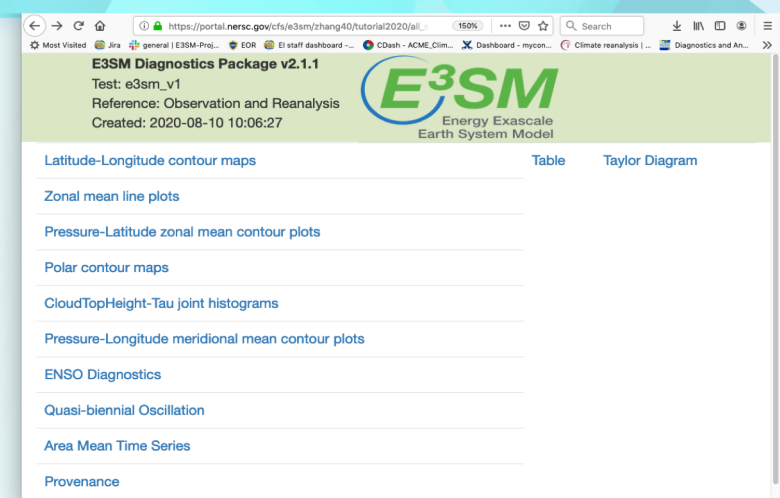 https://portal.nersc.gov/cfs/e3sm/zhang40/tutorial2020/all_s 150% Search
Most Visited Jira general | E3SM-Proj... EOR EI staff dashboard -... CDash - ACME_Clim... Dashboard - mycon... Climate reanalysis | ... Diagnostics and An...
E3SM Diagnostics Package v2.1.1
Test: e3sm_v1
Reference: Observation and Reanalysis
Created: 2020-08-10 10:06:27
E³SM
Energy Exascale
Earth System Model
Latitude-Longitude contour maps Table Taylor Diagram
Zonal mean line plots
Pressure-Latitude zonal mean contour plots
Polar contour maps
CloudTopHeight-Tau joint histograms
Pressure-Longitude meridional mean contour plots
ENSO Diagnostics
Quasi-biennial Oscillation
Area Mean Time Series
Provenance